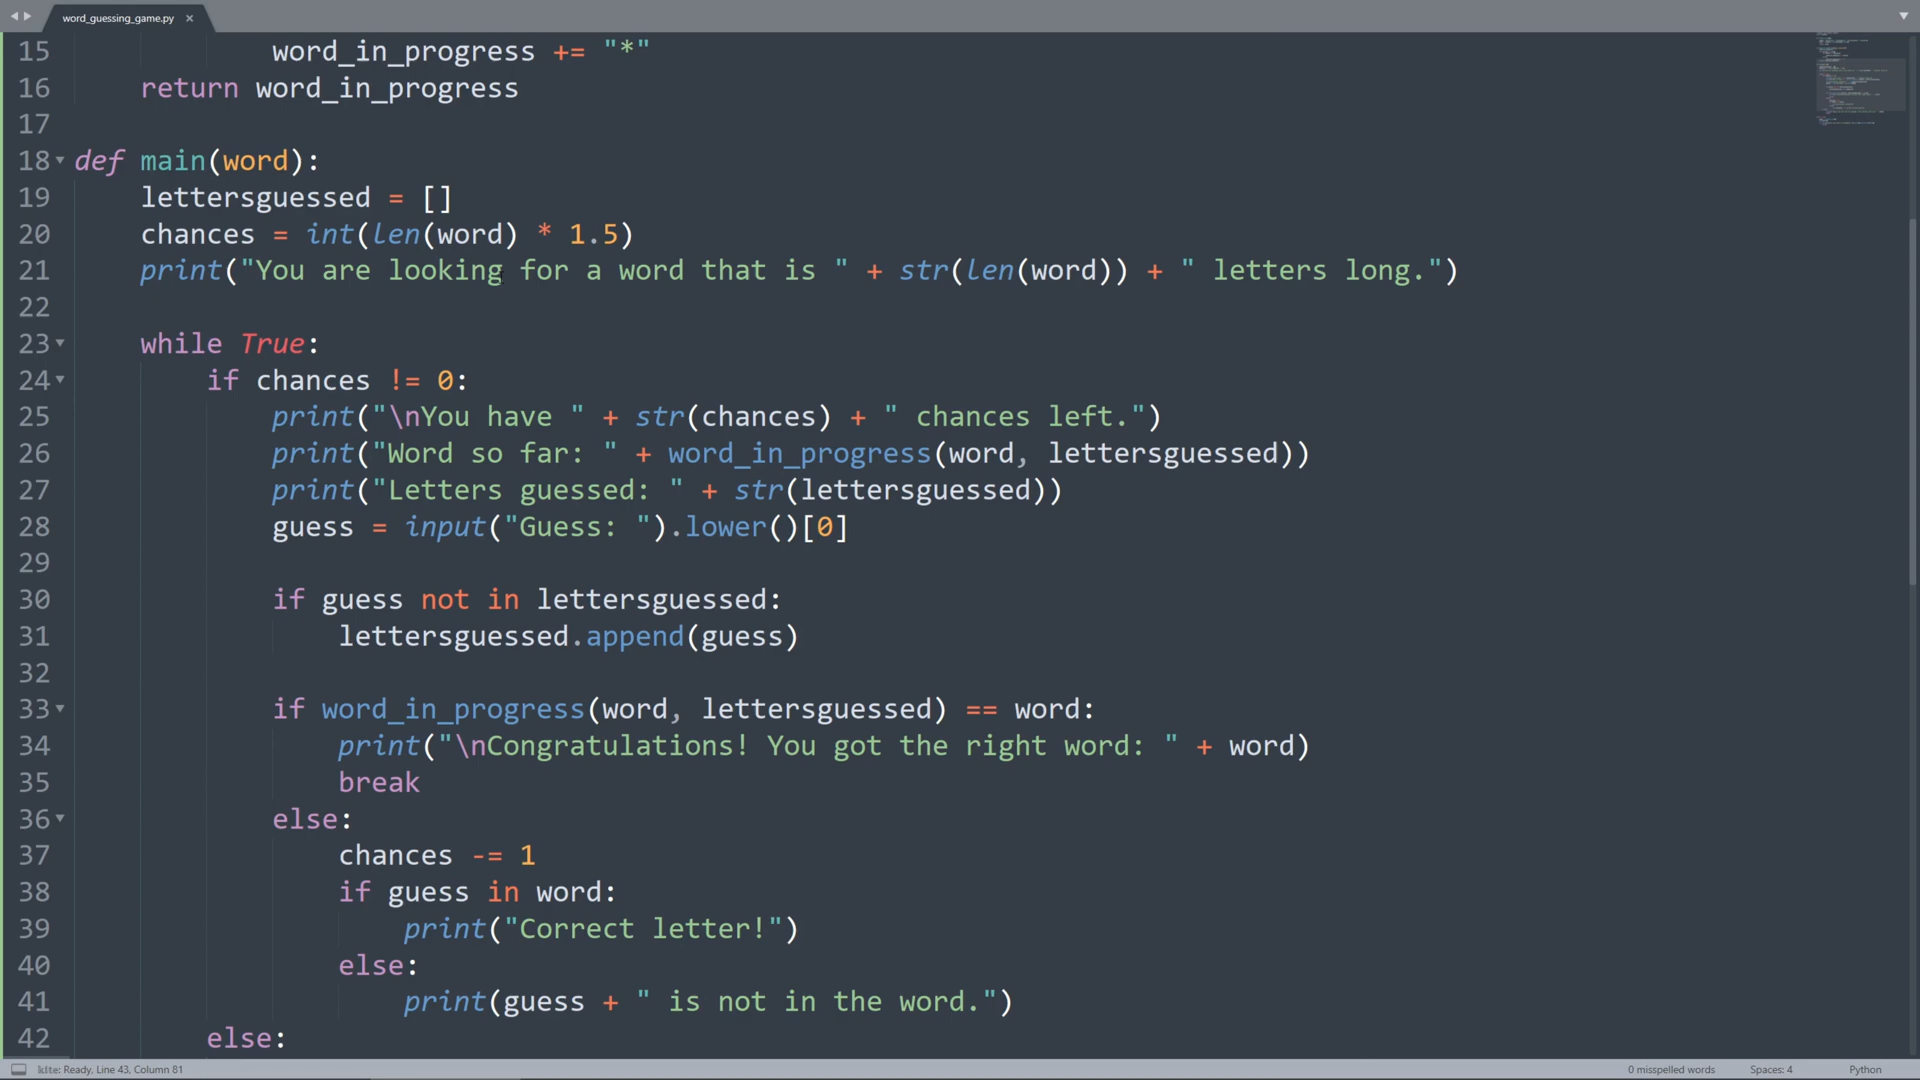 word_guessing_game.py ×
15 word_in_progress += "*"
16 return word_in_progress
17
18 def main(word):
19 lettersguessed = []
20 chances = int(len(word) * 1.5)
21 print("You are looking for a word that is " + str(len(word)) + " letters long.")
22
23 while True:
24 if chances != 0:
25 print("\nYou have " + str(chances) + " chances left.")
26 print("Word so far: " + word_in_progress(word, lettersguessed))
27 print("Letters guessed: " + str(lettersguessed))
28 guess = input("Guess: ").lower()[0]
29
30 if guess not in lettersguessed:
31 lettersguessed.append(guess)
32
33 if word_in_progress(word, lettersguessed) == word:
34 print("\nCongratulations! You got the right word: " + word)
35 break
36 else:
37 chances -= 1
38 if guess in word:
39 print("Correct letter!")
40 else:
41 print(guess + " is not in the word.")
42 else:
kite: Ready, Line 43, Column 81 0 misspelled words Spaces: 4 Python